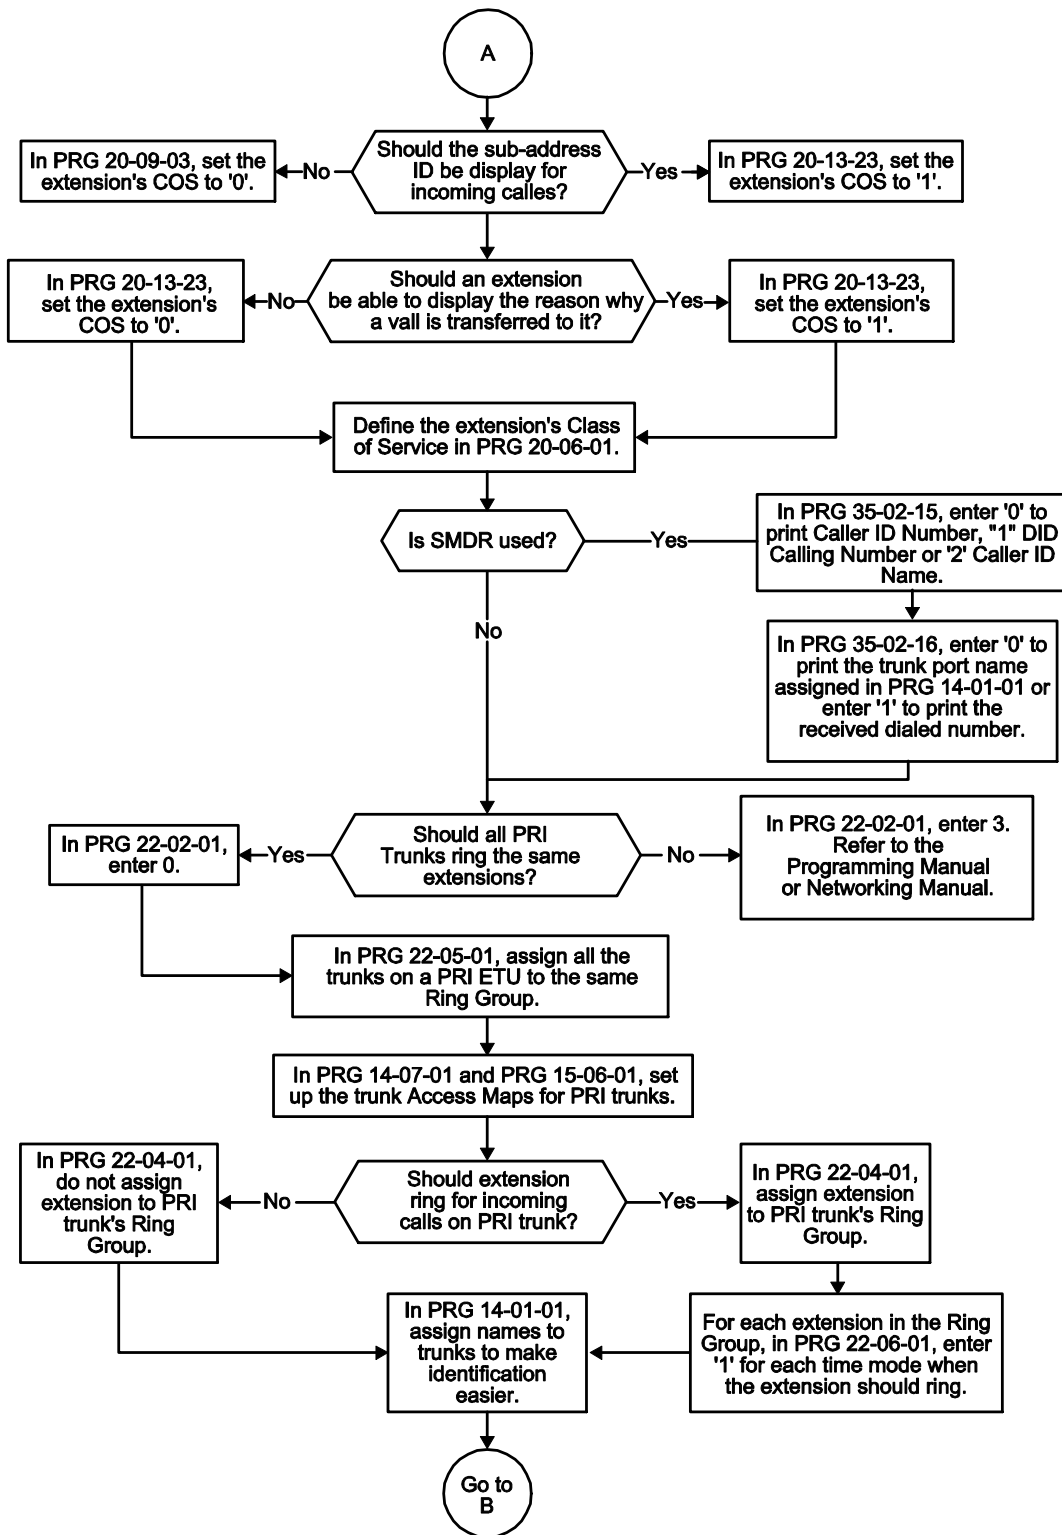 A
Should the sub-address
ID be display for
incoming calles?
No
Yes
In PRG 20-09-03, set the
extension's COS to '0'.
In PRG 20-13-23, set the
extension's COS to '1'.
Should an extension
be able to display the reason why
a vall is transferred to it?
No
Yes
In PRG 20-13-23,
set the extension's
COS to '0'.
In PRG 20-13-23,
set the extension's
COS to '1'.
Define the extension's Class
of Service in PRG 20-06-01.
Is SMDR used?
Yes
No
In PRG 35-02-15, enter '0' to
print Caller ID Number, "1" DID
Calling Number or '2' Caller ID
Name.
In PRG 35-02-16, enter '0' to
print the trunk port name
assigned in PRG 14-01-01 or
enter '1' to print the
received dialed number.
Should all PRI
Trunks ring the same
extensions?
Yes
No
In PRG 22-02-01,
enter 0.
In PRG 22-02-01, enter 3.
Refer to the
Programming Manual
or Networking Manual.
In PRG 22-05-01, assign all the
trunks on a PRI ETU to the same
Ring Group.
In PRG 14-07-01 and PRG 15-06-01, set
up the trunk Access Maps for PRI trunks.
Should extension
ring for incoming
calls on PRI trunk?
No
Yes
In PRG 22-04-01,
do not assign
extension to PRI
trunk's Ring
Group.
In PRG 22-04-01,
assign extension
to PRI trunk's Ring
Group.
For each extension in the Ring
Group, in PRG 22-06-01, enter
'1' for each time mode when
the extension should ring.
In PRG 14-01-01,
assign names to
trunks to make
identification
easier.
Go to
B